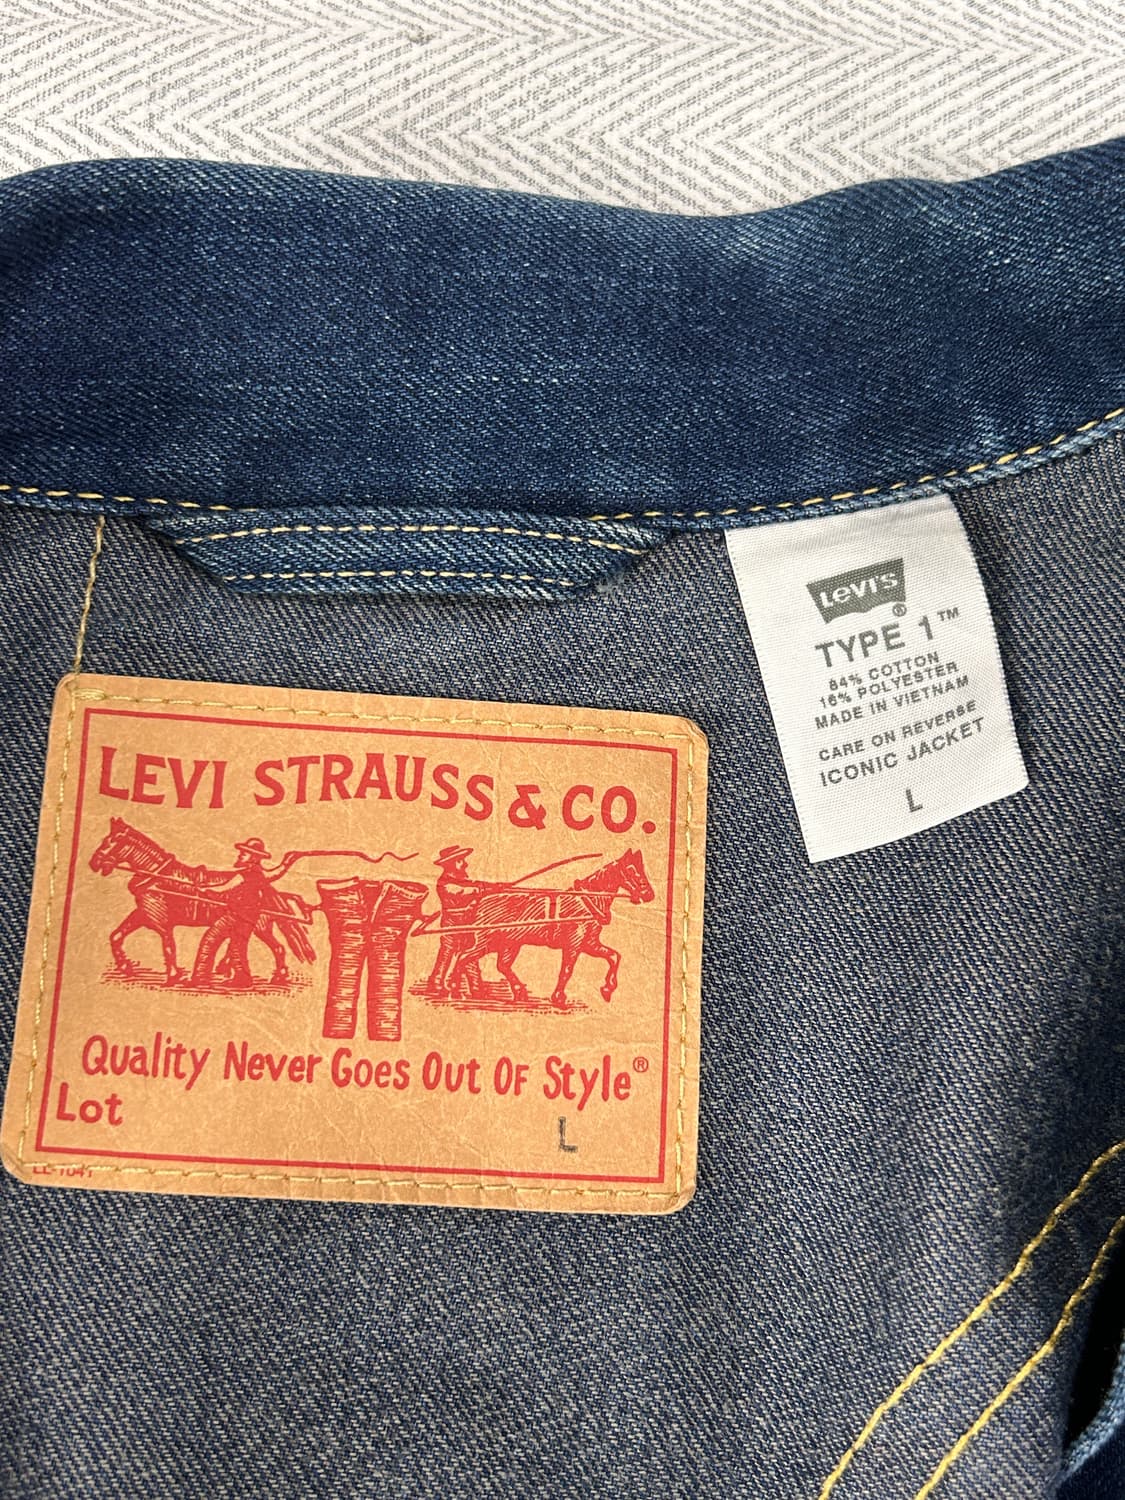 Levi's®
TYPE 1™
84% COTTON
16% POLYESTER
MADE IN VIETNAM
CARE ON REVERSE
ICONIC JACKET
L
LEVI STRAUSS & CO.
Quality Never Goes Out Of Style®
Lot
L